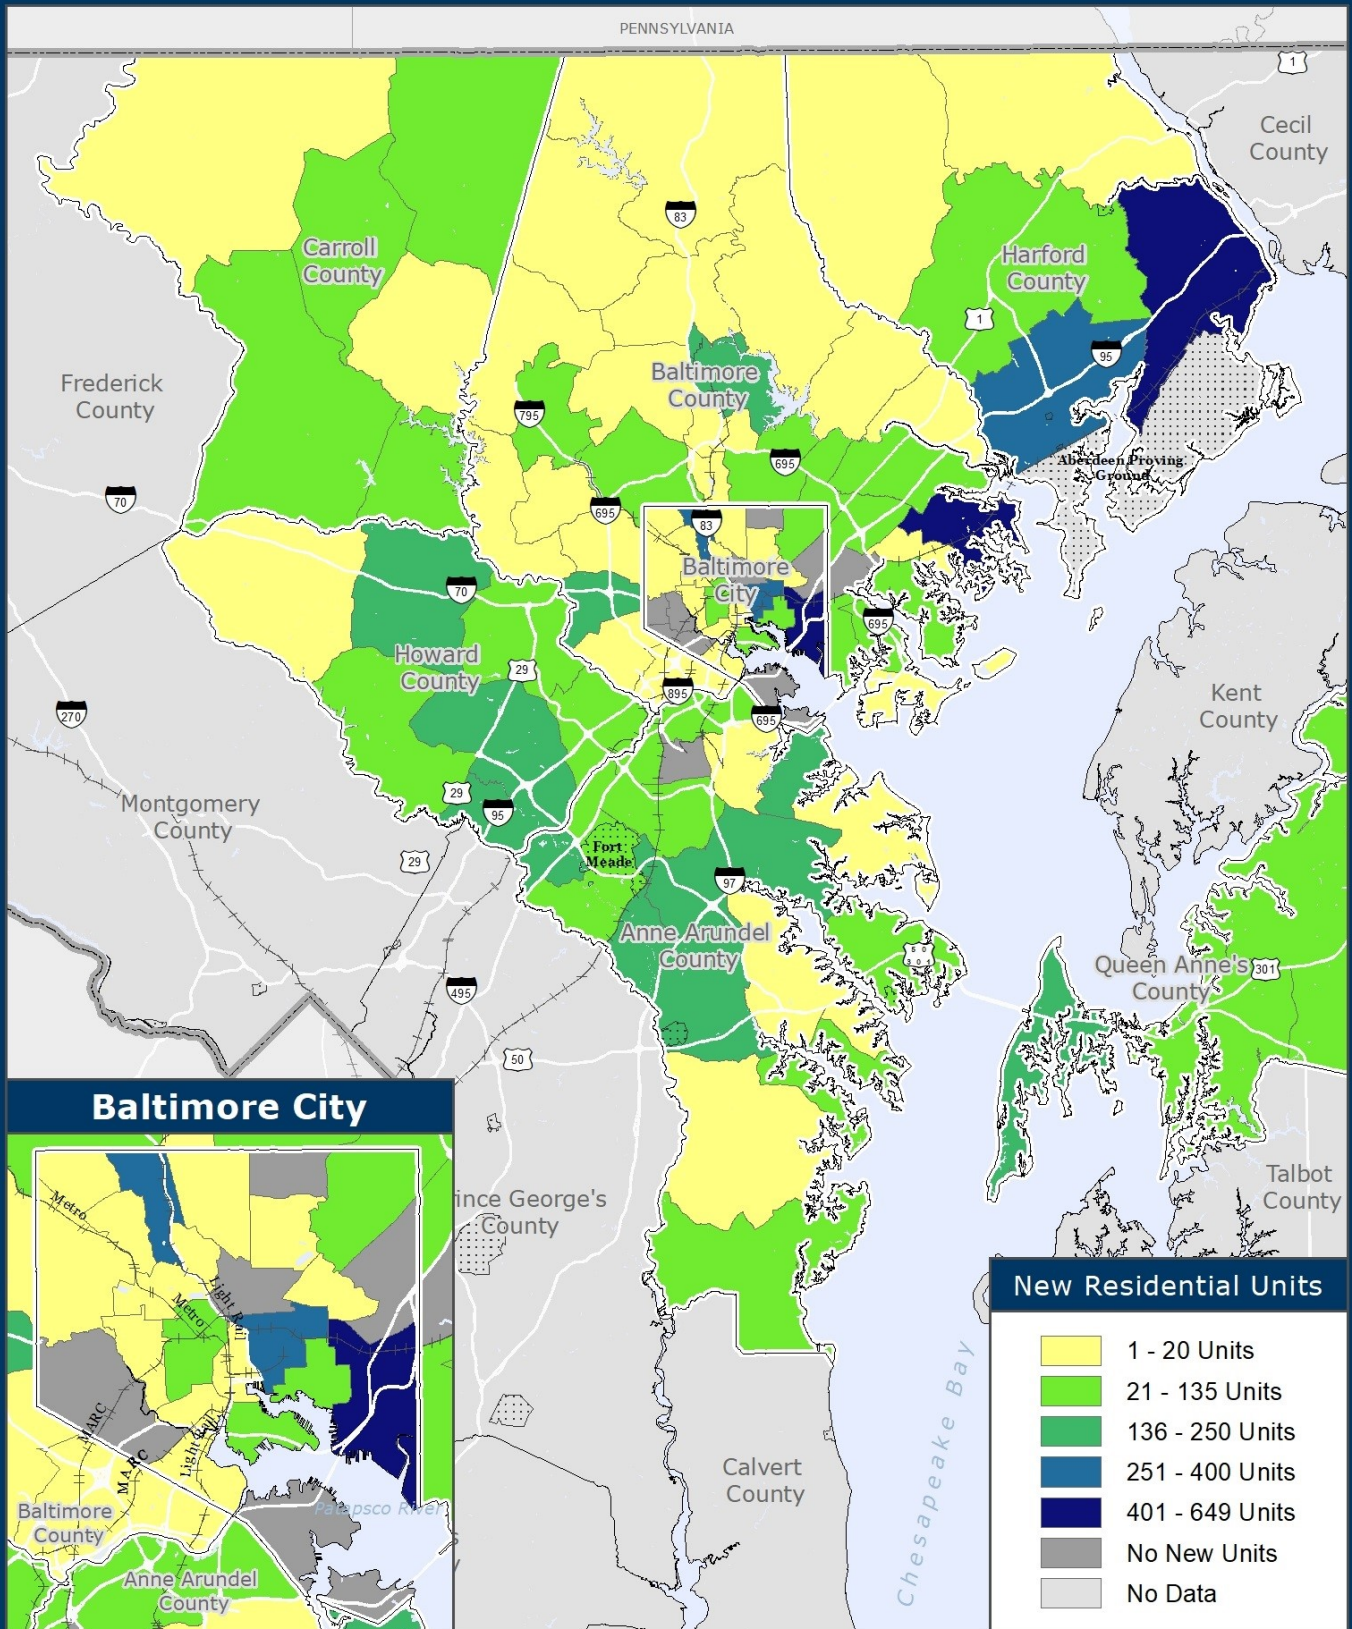 PENNSYLVANIA
1
Cecil
County
83
Carroll
County
Harford
County
1
95
Frederick
County
Baltimore
County
795
695
Aberdeen Proving
Ground
70
695
83
Baltimore
City
70
695
Howard
County
29
895
695
Kent
County
270
29
95
Montgomery
County
29
Fort
Meade
97
Anne Arundel
County
50
301
Queen Anne's
County
301
495
50
Baltimore City
Talbot
County
ince George's
County
Metro
Light Rail
Metro
MARC
MARC
Light Rail
Patapsco River
Baltimore
County
Anne Arundel
County
Calvert
County
Chesapeake Bay
New Residential Units
1 - 20 Units
21 - 135 Units
136 - 250 Units
251 - 400 Units
401 - 649 Units
No New Units
No Data